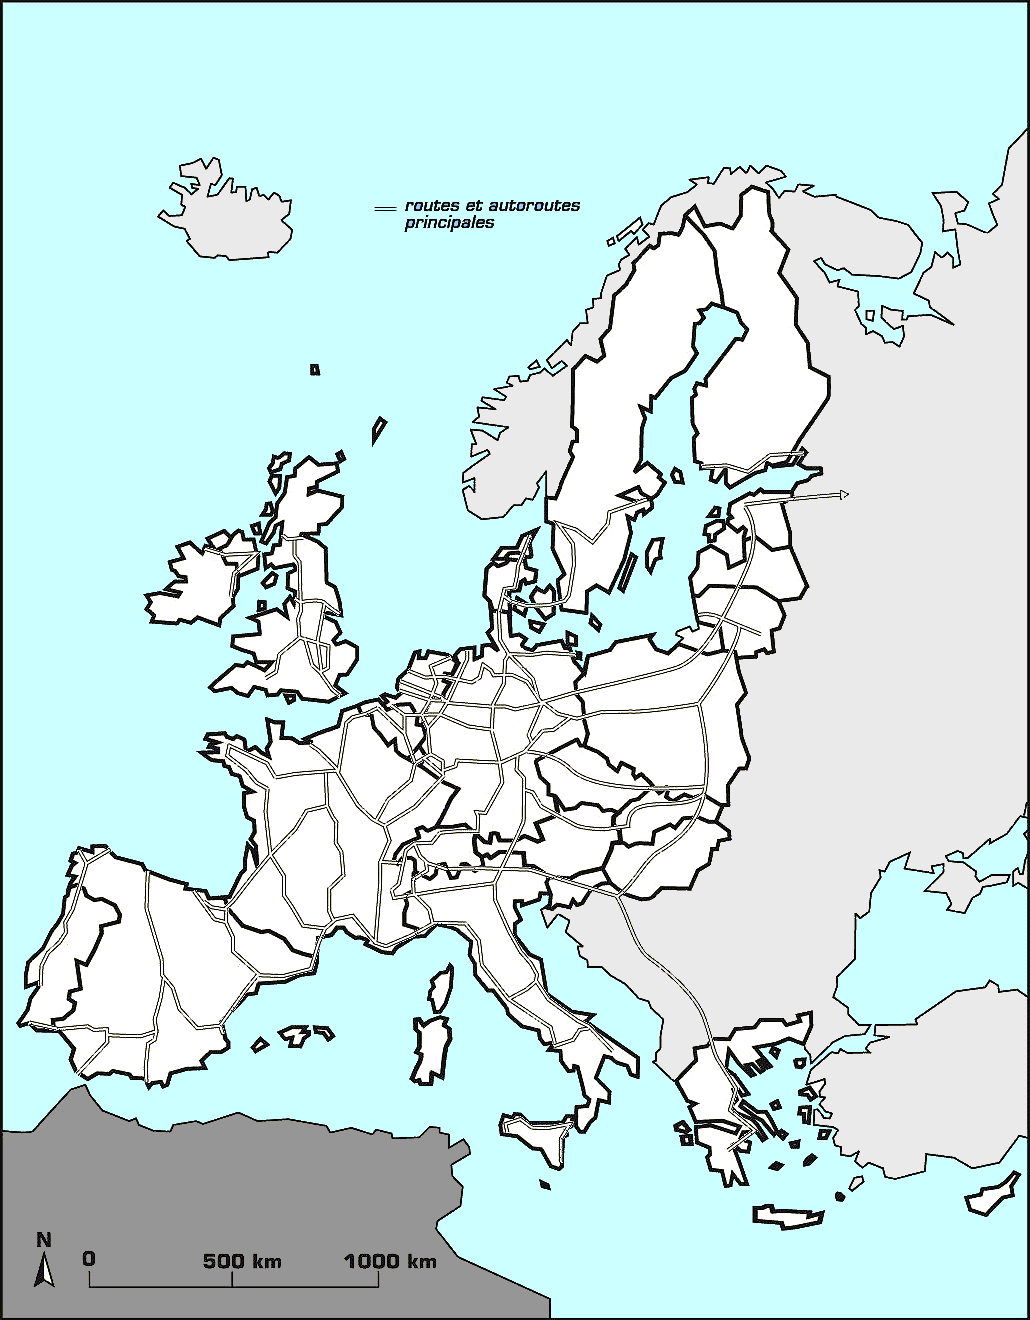 routes et autoroutes
principales
N
0 500 km 1000 km